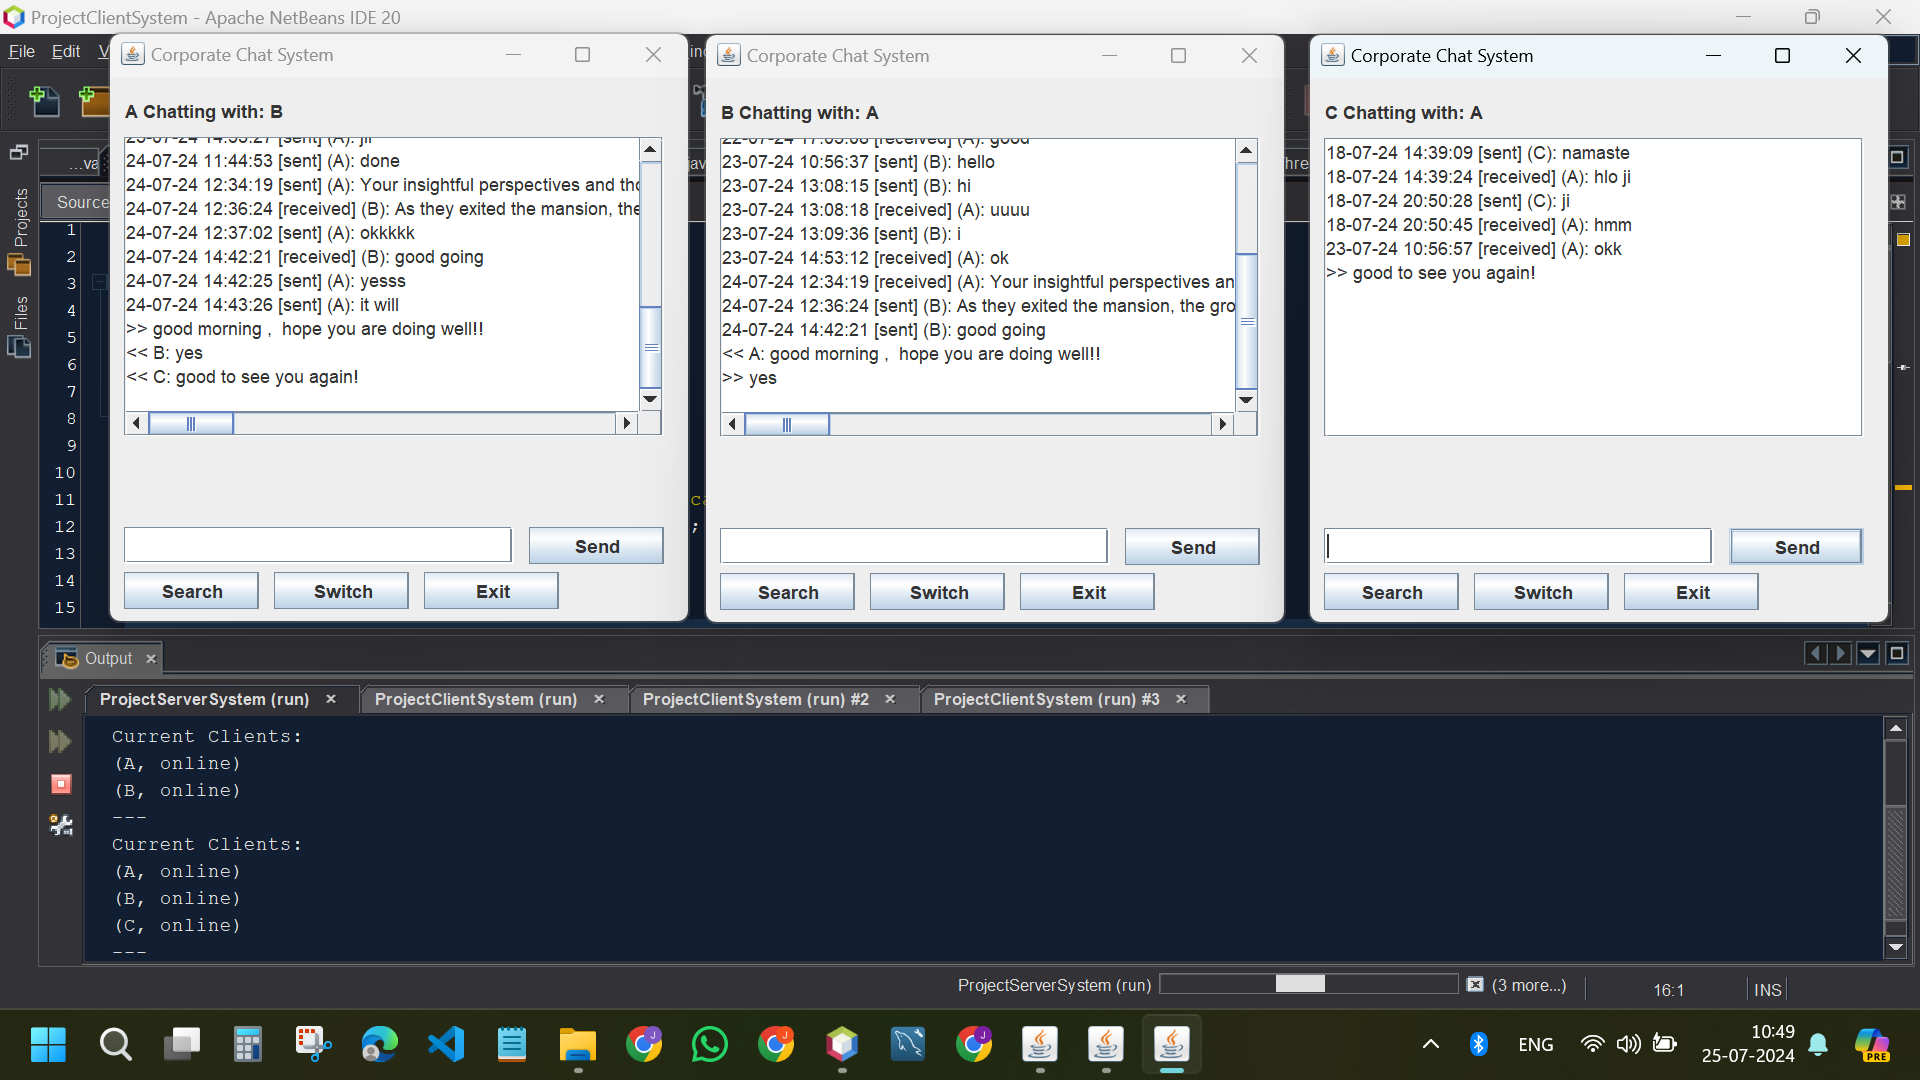 ProjectClientSystem - Apache NetBeans IDE 20
File Edit
Corporate Chat System
A Chatting with: B
24-07-24 11:44:53 [sent] (A): done
24-07-24 12:34:19 [sent] (A): Your insightful perspectives and
24-07-24 12:36:24 [received] (B): As they exited the mansion, the
24-07-24 12:37:02 [sent] (A): okkkkk
24-07-24 14:42:21 [received] (B): good going
24-07-24 14:42:25 [sent] (A): yesss
24-07-24 14:43:26 [sent] (A): it will
>> good morning ,  hope you are doing well!!
<< B: yes
<< C: good to see you again!
Send
Search Switch Exit
Corporate Chat System
B Chatting with: A
22-07-24 17:03:08 [received] (A): good
23-07-24 10:56:37 [sent] (B): hello
23-07-24 13:08:15 [sent] (B): hi
23-07-24 13:08:18 [received] (A): uuuu
23-07-24 13:09:36 [sent] (B): i
23-07-24 14:53:12 [received] (A): ok
24-07-24 12:34:19 [received] (A): Your insightful perspectives an
24-07-24 12:36:24 [sent] (B): As they exited the mansion, the gro
24-07-24 14:42:21 [sent] (B): good going
<< A: good morning ,  hope you are doing well!!
>> yes
Send
Search Switch Exit
Corporate Chat System
C Chatting with: A
18-07-24 14:39:09 [sent] (C): namaste
18-07-24 14:39:24 [received] (A): hlo ji
18-07-24 20:50:28 [sent] (C): ji
18-07-24 20:50:45 [received] (A): hmm
23-07-24 10:56:57 [received] (A): okk
>> good to see you again!
Send
Search Switch Exit
Projects
Files
...va
Source
1
2
3
4
5
6
7
8
9
10
11
12
13
14
15
Output
ProjectServerSystem (run) ProjectClientSystem (run) ProjectClientSystem (run) #2 ProjectClientSystem (run) #3
Current Clients:
(A, online)
(B, online)
---
Current Clients:
(A, online)
(B, online)
(C, online)
---
ProjectServerSystem (run) (3 more...) 16:1 INS
ENG
10:49
25-07-2024
PRE